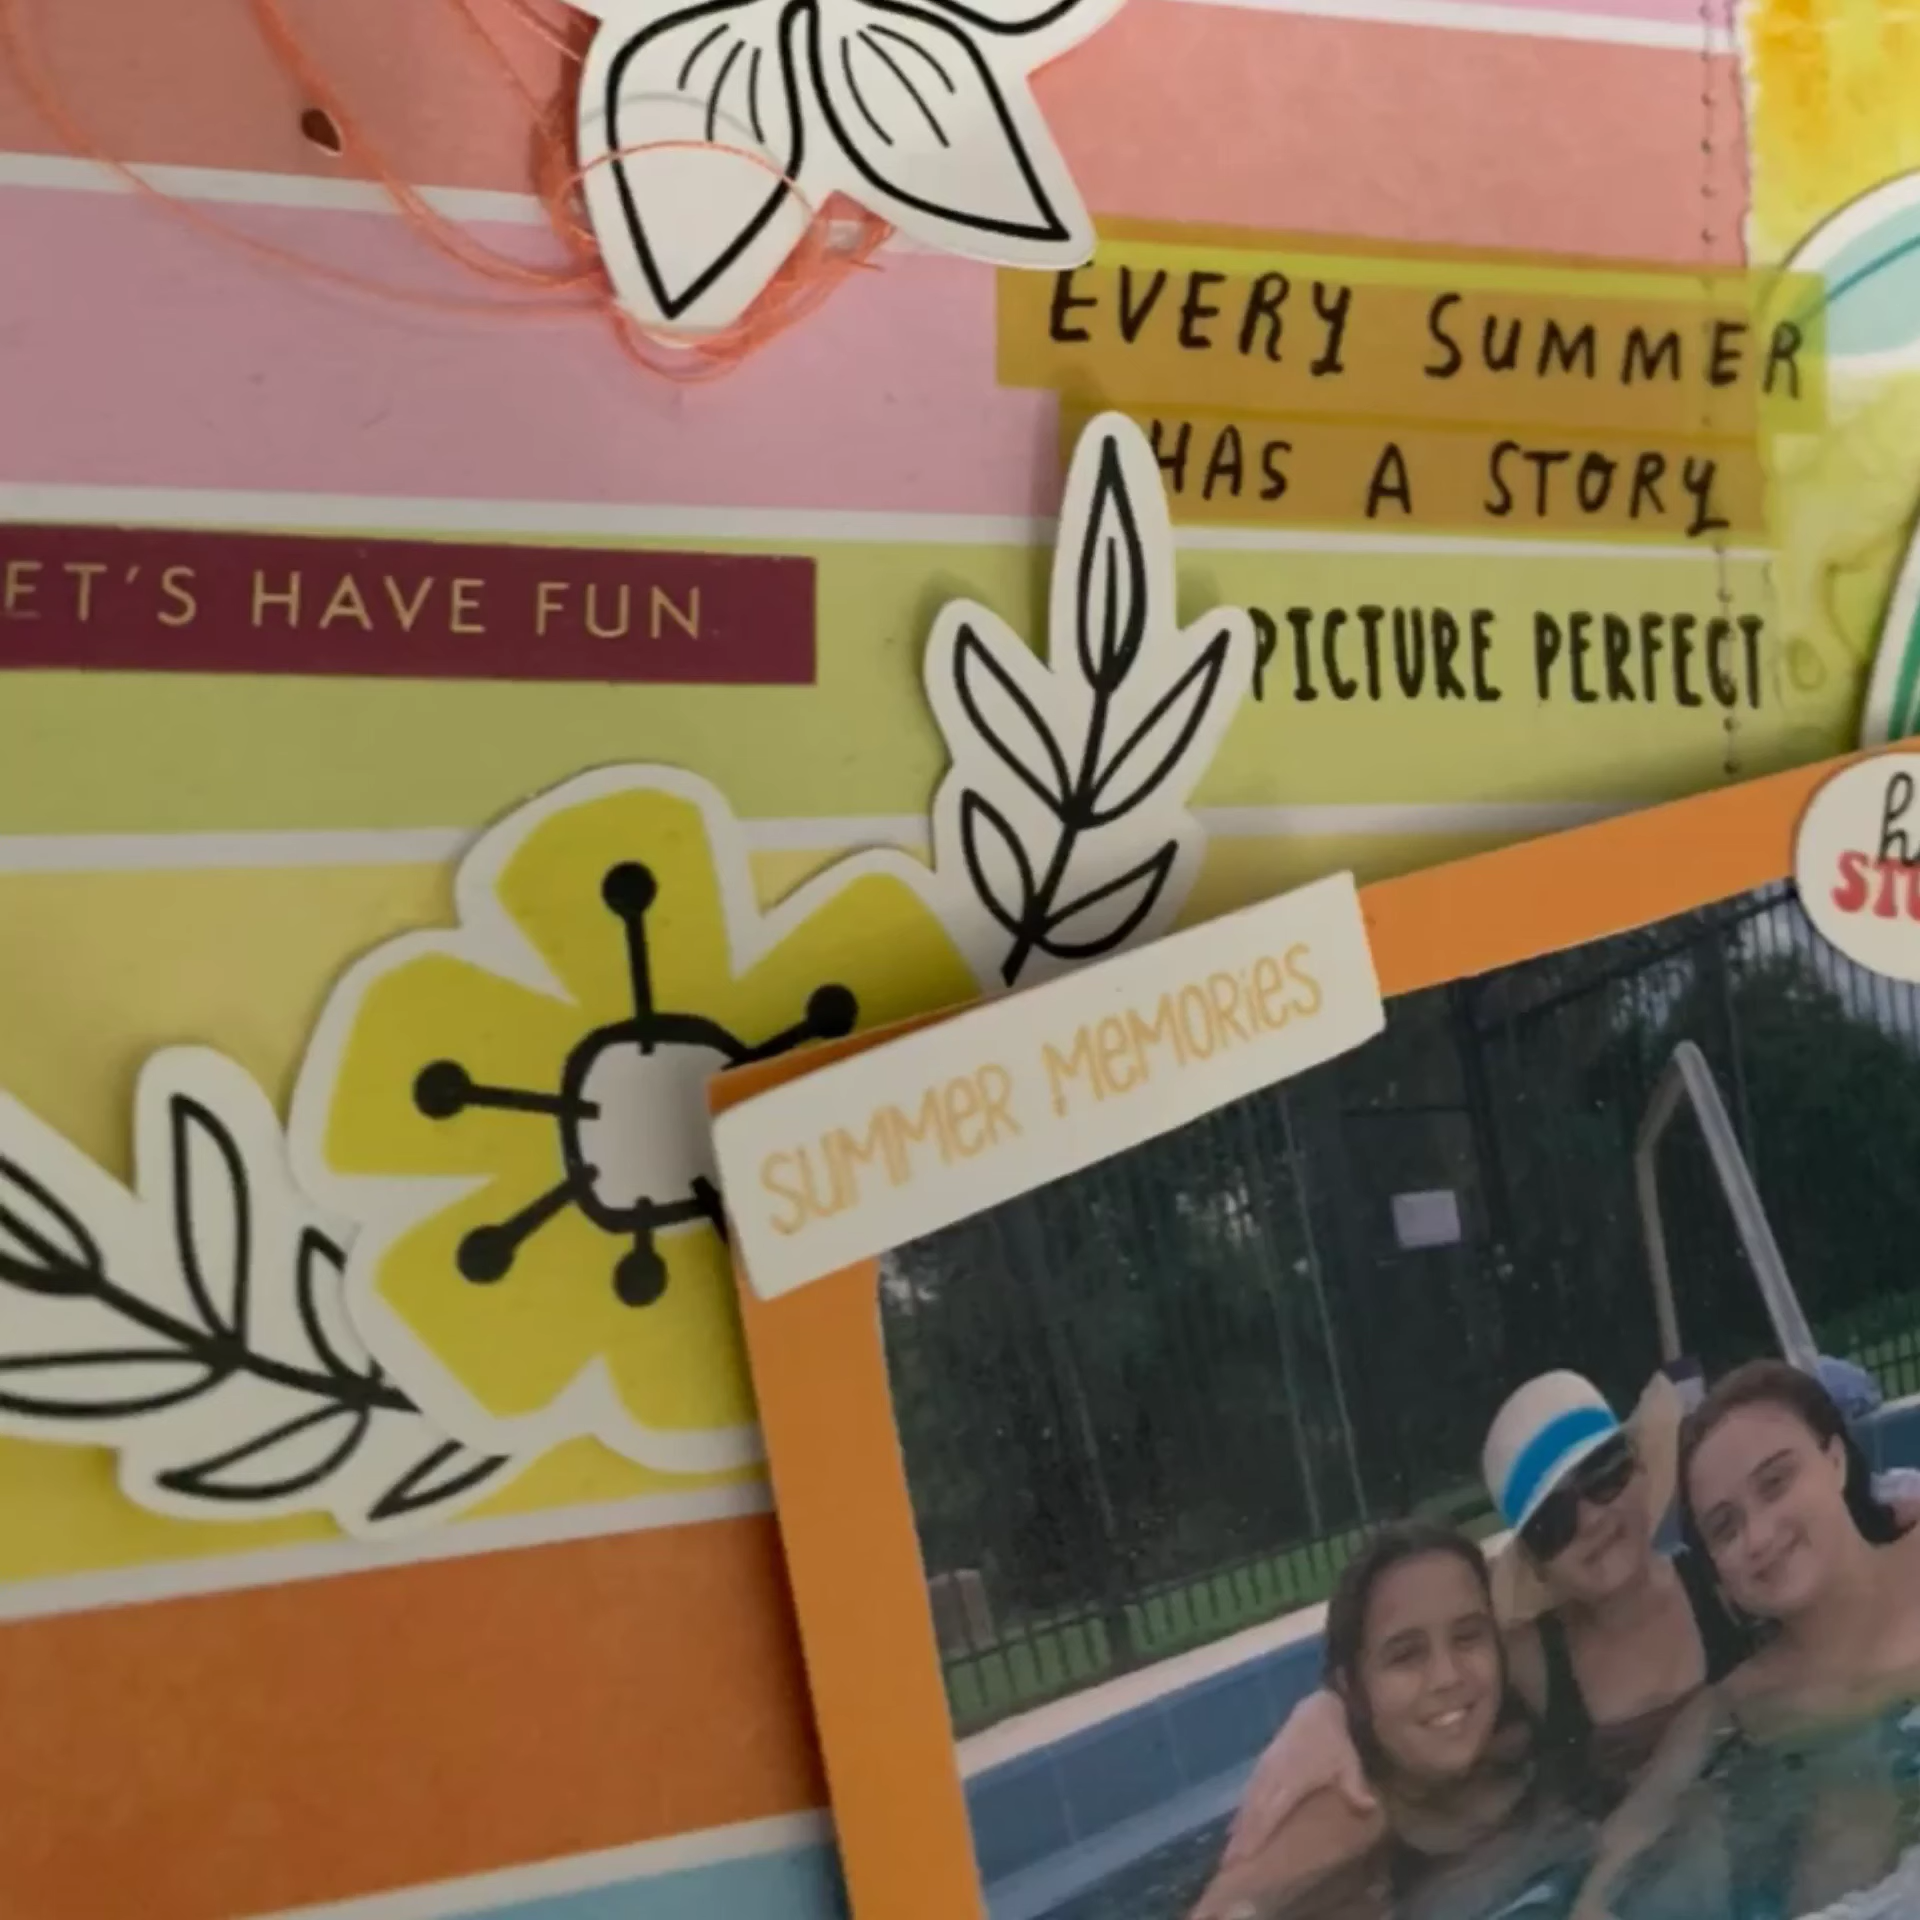 EVERY SUMMER
HAS A STORY
ET'S HAVE FUN
PICTURE PERFECT
SUMMER MEMORIES